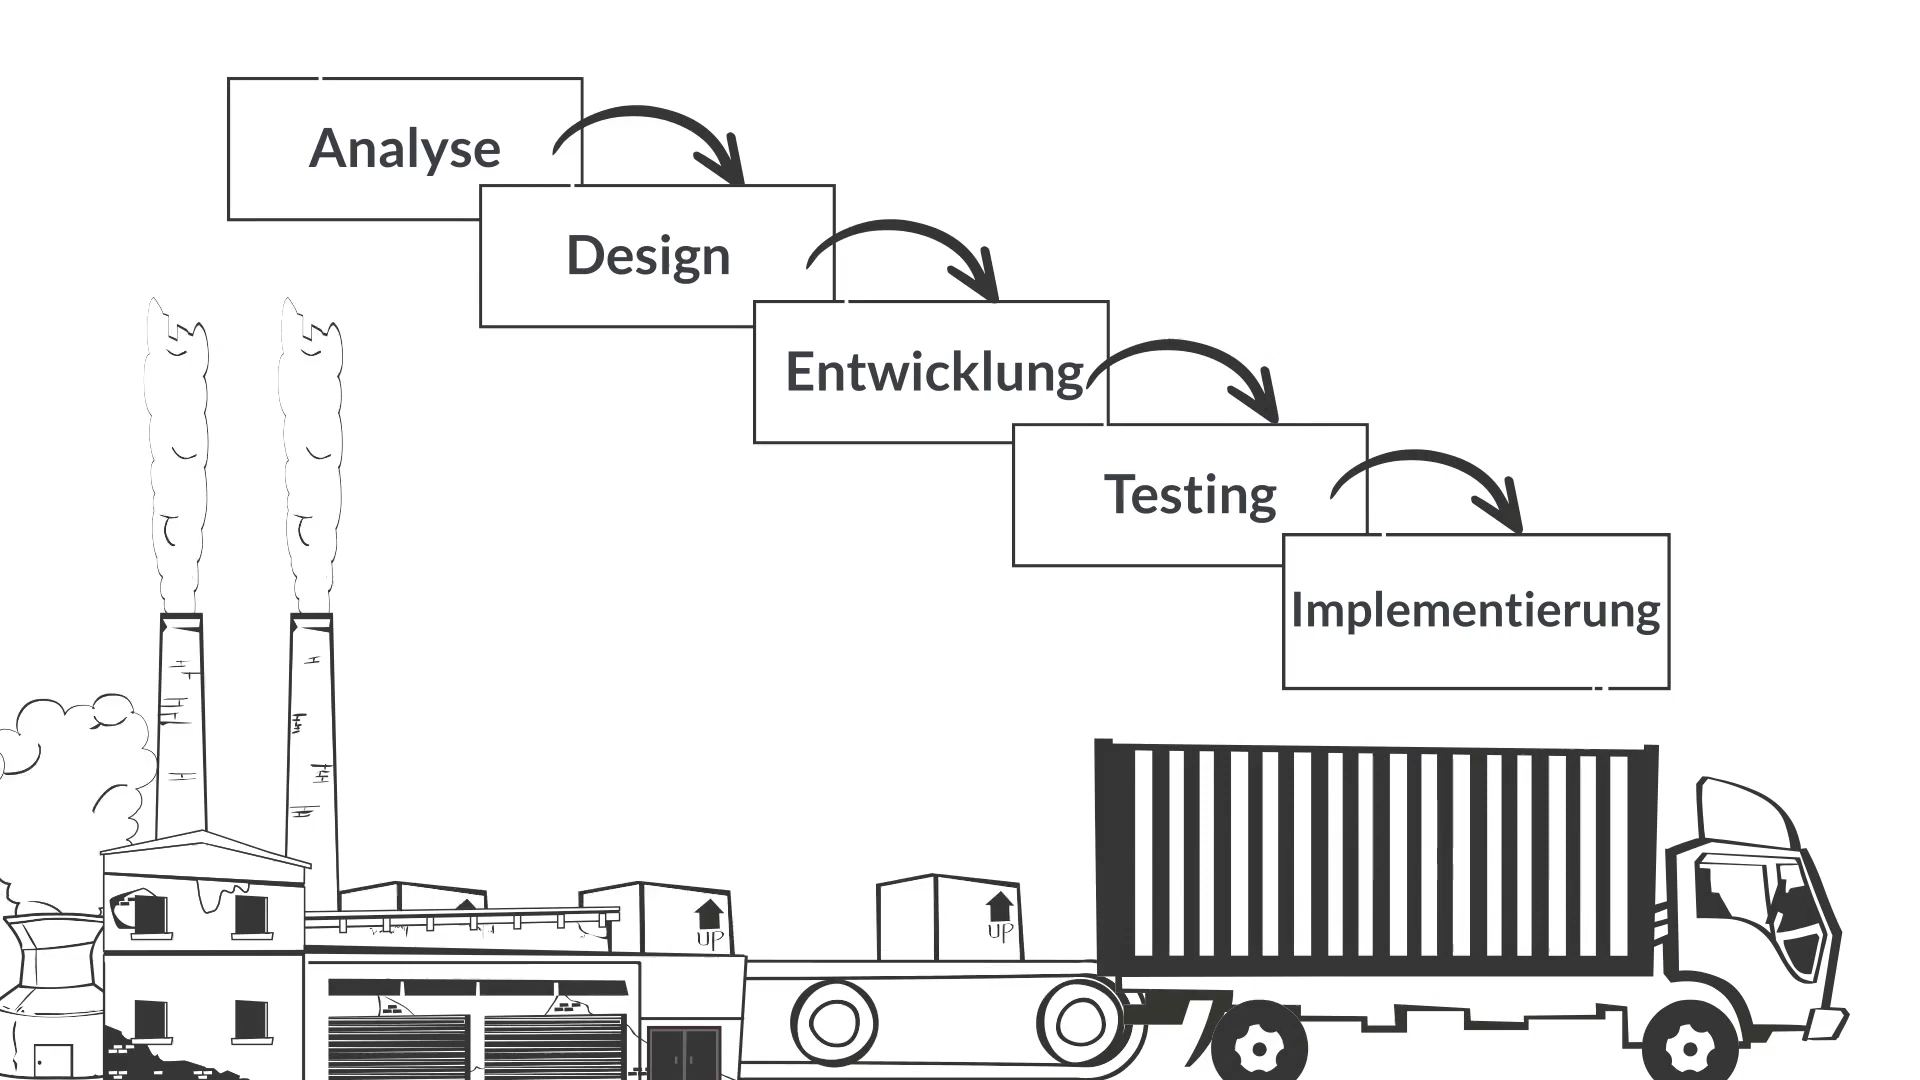 Analyse
Design
Entwicklung
Testing
Implementierung
UP
UP